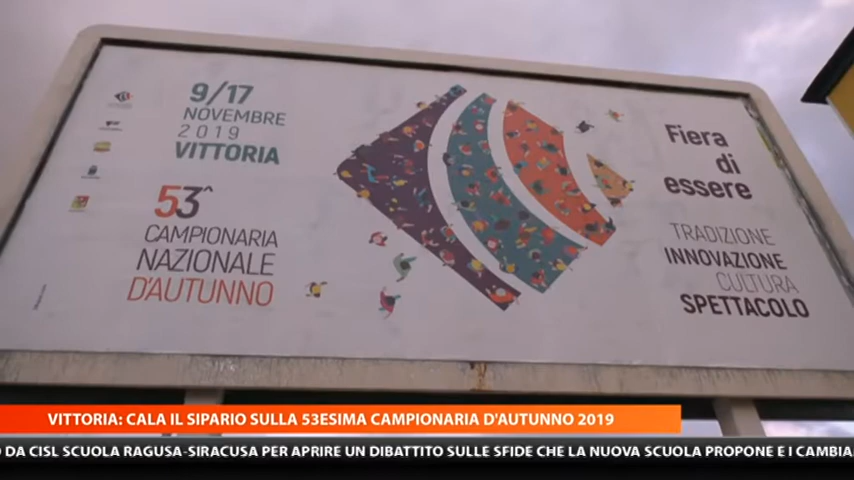 9/17
NOVEMBRE
2019
VITTORIA
53^
CAMPIONARIA
NAZIONALE
D'AUTUNNO
Fiera
di
essere
TRADIZIONE
INNOVAZIONE
CULTURA
SPETTACOLO
VITTORIA: CALA IL SIPARIO SULLA 53ESIMA CAMPIONARIA D'AUTUNNO 2019
DA CISL SCUOLA RAGUSA-SIRACUSA PER APRIRE UN DIBATTITO SULLE SFIDE CHE LA NUOVA SCUOLA PROPONE E I CAMBIA